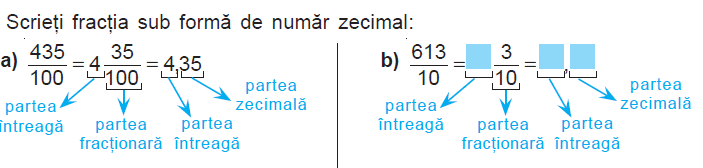 Scrieți fracția sub formă de număr zecimal:
a) 435/100 = 4 35/100 = 4,35
partea întreagă
partea fracționară
partea întreagă
partea zecimală
b) 613/10 = 3/10 = ,
partea întreagă
partea fracționară
partea întreagă
partea zecimală